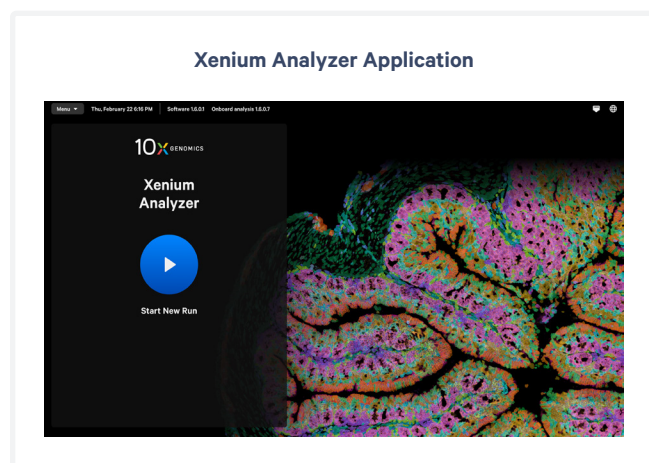 Xenium Analyzer Application
Menu Thu, February 22 6:16 PM Software 1.6.0.1 Onboard analysis 1.6.0.7
10X GENOMICS
Xenium
Analyzer
Start New Run